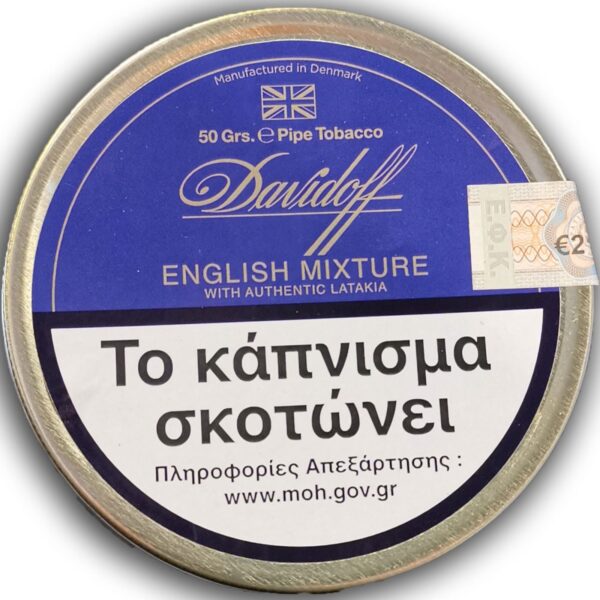 Manufactured in Denmark
50 Grs. ℮ Pipe Tobacco
Davidoff
ENGLISH MIXTURE
WITH AUTHENTIC LATAKIA
Ε.Φ.Κ.
€2
Το κάπνισμα
σκοτώνει
Πληροφορίες Απεξάρτησης :
www.moh.gov.gr